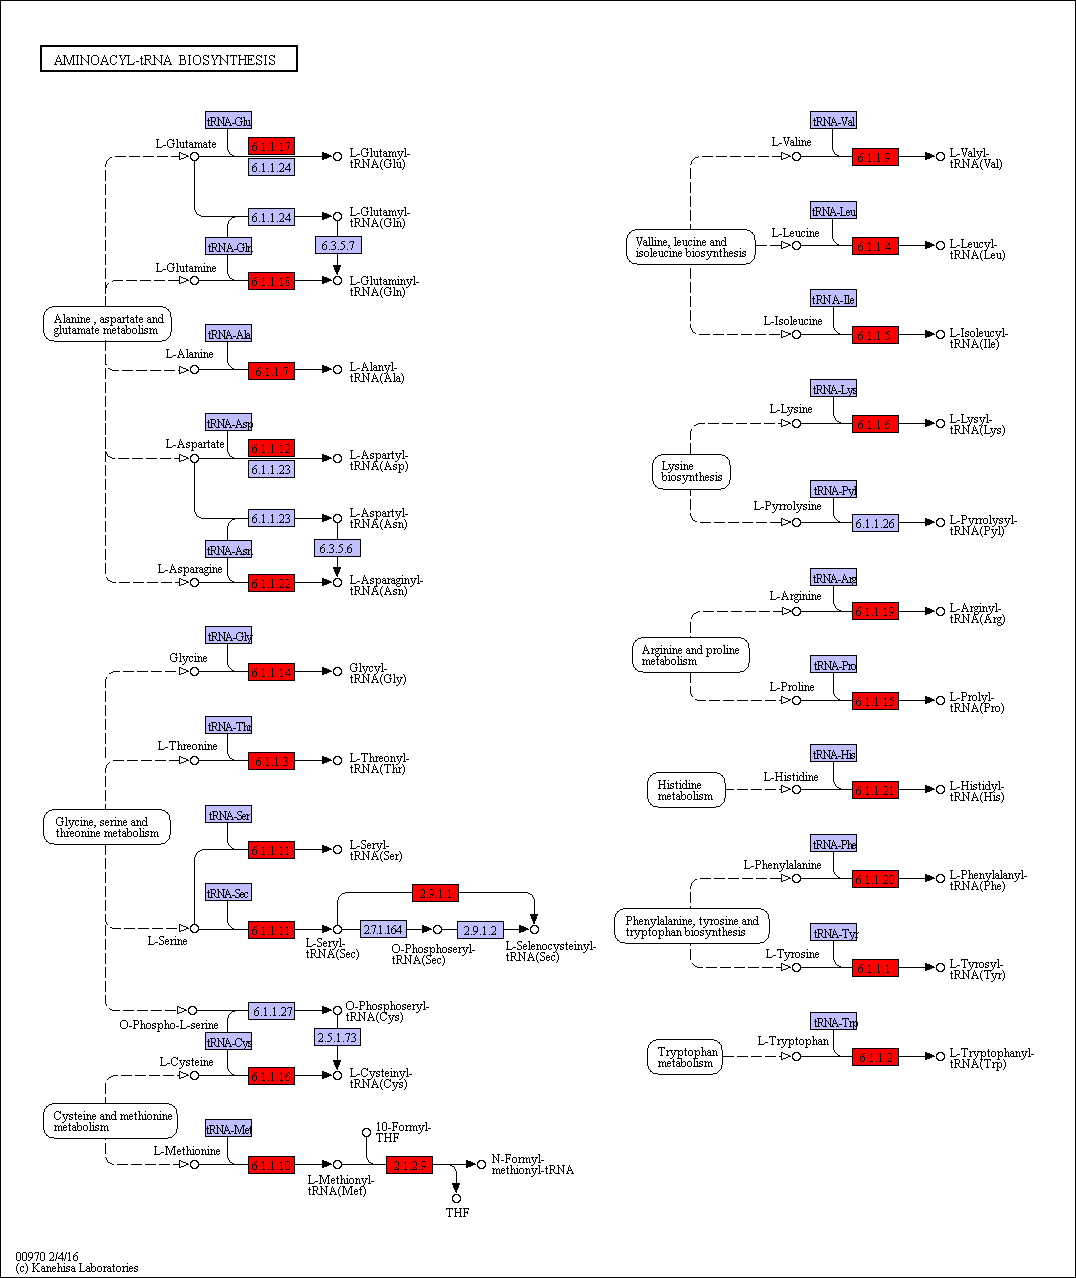 AMINOACYL-tRNA BIOSYNTHESIS
tRNA-Glu
L-Glutamate
6.1.1.17
6.1.1.24
L-Glutamyl-
tRNA(Glu)
6.1.1.24
L-Glutamyl-
tRNA(Gln)
tRNA-Gln
6.3.5.7
L-Glutamine
6.1.1.18
L-Glutaminyl-
tRNA(Gln)
Alanine , aspartate and
glutamate metabolism
tRNA-Ala
L-Alanine
6.1.1.7
L-Alanyl-
tRNA(Ala)
tRNA-Asp
L-Aspartate
6.1.1.12
6.1.1.23
L-Aspartyl-
tRNA(Asp)
6.1.1.23
L-Aspartyl-
tRNA(Asn)
tRNA-Asn
6.3.5.6
L-Asparagine
6.1.1.22
L-Asparaginyl-
tRNA(Asn)
tRNA-Gly
Glycine
6.1.1.14
Glycyl-
tRNA(Gly)
tRNA-Thr
L-Threonine
6.1.1.3
L-Threonyl-
tRNA(Thr)
Glycine, serine and
threonine metabolism
tRNA-Ser
6.1.1.11
L-Seryl-
tRNA(Ser)
tRNA-Sec
L-Serine
6.1.1.11
L-Seryl-
tRNA(Sec)
2.9.1.1
2.7.1.164
O-Phosphoseryl-
tRNA(Sec)
2.9.1.2
L-Selenocysteinyl-
tRNA(Sec)
O-Phospho-L-serine
6.1.1.27
O-Phosphoseryl-
tRNA(Cys)
tRNA-Cys
2.5.1.73
L-Cysteine
6.1.1.16
L-Cysteinyl-
tRNA(Cys)
Cysteine and methionine
metabolism
tRNA-Met
L-Methionine
6.1.1.10
L-Methionyl-
tRNA(Met)
10-Formyl-
THF
2.1.2.9
N-Formyl-
methionyl-tRNA
THF
tRNA-Val
L-Valine
6.1.1.9
L-Valyl-
tRNA(Val)
Valline, leucine and
isoleucine biosynthesis
tRNA-Leu
L-Leucine
6.1.1.4
L-Leucyl-
tRNA(Leu)
tRNA-Ile
L-Isoleucine
6.1.1.5
L-Isoleucyl-
tRNA(Ile)
tRNA-Lys
L-Lysine
6.1.1.6
L-Lysyl-
tRNA(Lys)
Lysine
biosynthesis
tRNA-Pyl
L-Pyrrolysine
6.1.1.26
L-Pyrrolysyl-
tRNA(Pyl)
tRNA-Arg
L-Arginine
6.1.1.19
L-Arginyl-
tRNA(Arg)
Arginine and proline
metabolism
tRNA-Pro
L-Proline
6.1.1.15
L-Prolyl-
tRNA(Pro)
tRNA-His
Histidine
metabolism
L-Histidine
6.1.1.21
L-Histidyl-
tRNA(His)
tRNA-Phe
L-Phenylalanine
6.1.1.20
L-Phenylalanyl-
tRNA(Phe)
Phenylalanine, tyrosine and
tryptophan biosynthesis
tRNA-Tyr
L-Tyrosine
6.1.1.1
L-Tyrosyl-
tRNA(Tyr)
tRNA-Trp
Tryptophan
metabolism
L-Tryptophan
6.1.1.2
L-Tryptophanyl-
tRNA(Trp)
00970 2/4/16
(c) Kanehisa Laboratories